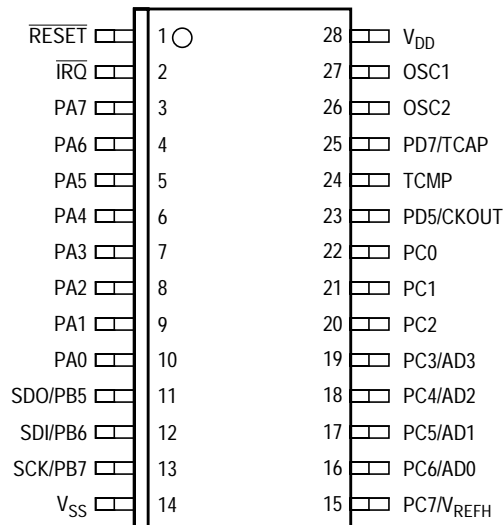 RESET 1 28 VDD
IRQ 2 27 OSC1
PA7 3 26 OSC2
PA6 4 25 PD7/TCAP
PA5 5 24 TCMP
PA4 6 23 PD5/CKOUT
PA3 7 22 PC0
PA2 8 21 PC1
PA1 9 20 PC2
PA0 10 19 PC3/AD3
SDO/PB5 11 18 PC4/AD2
SDI/PB6 12 17 PC5/AD1
SCK/PB7 13 16 PC6/AD0
VSS 14 15 PC7/VREFH